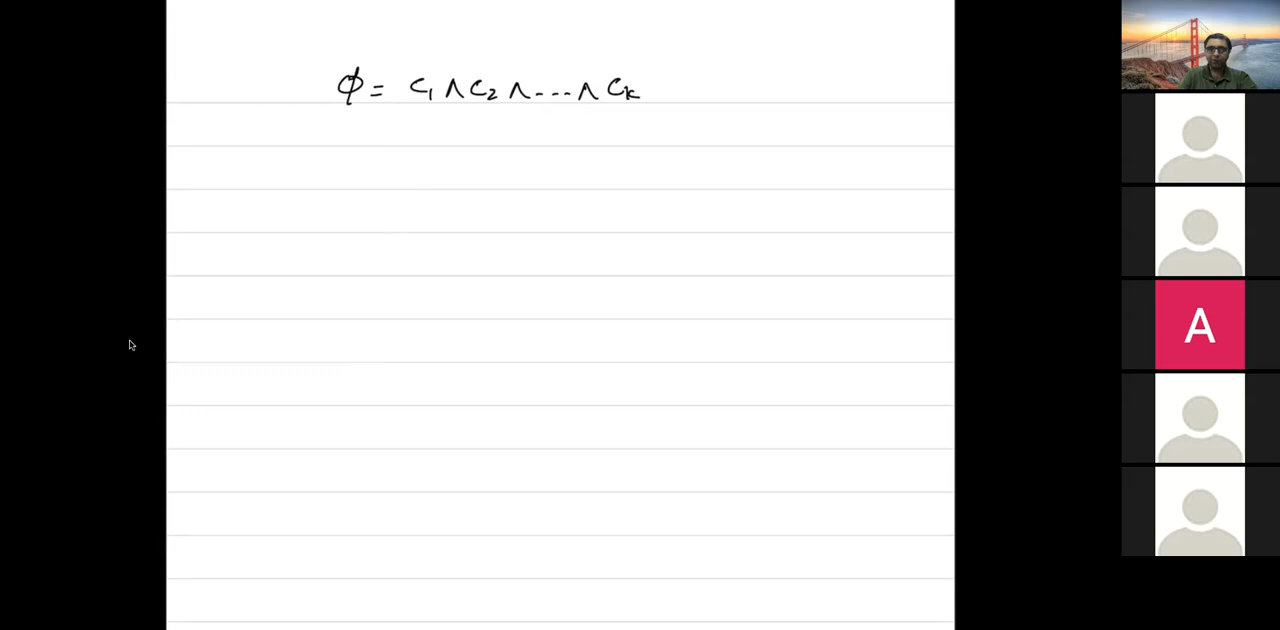 ϕ = C₁ ∧ C₂ ∧ --- ∧ Cₖ
A